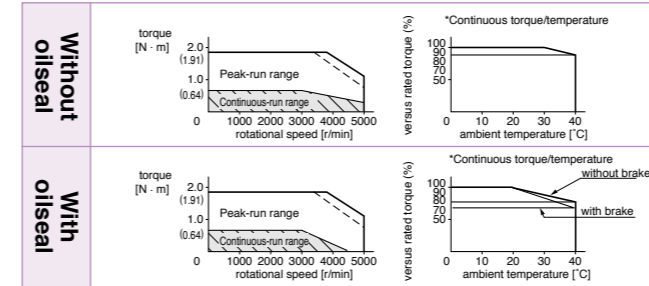 Without
oilseal
torque
[N · m]
2.0
(1.91)
1.0
(0.64)
Peak-run range
Continuous-run range
0 1000 2000 3000 4000 5000
rotational speed [r/min]
*Continuous torque/temperature
versus rated torque (%)
100
90
80
70
50
0 10 20 30 40
ambient temperature [˚C]
With
oilseal
torque
[N · m]
2.0
(1.91)
1.0
(0.64)
Peak-run range
Continuous-run range
0 1000 2000 3000 4000 5000
rotational speed [r/min]
*Continuous torque/temperature
without brake
with brake
versus rated torque (%)
100
90
80
70
50
0 10 20 30 40
ambient temperature [˚C]